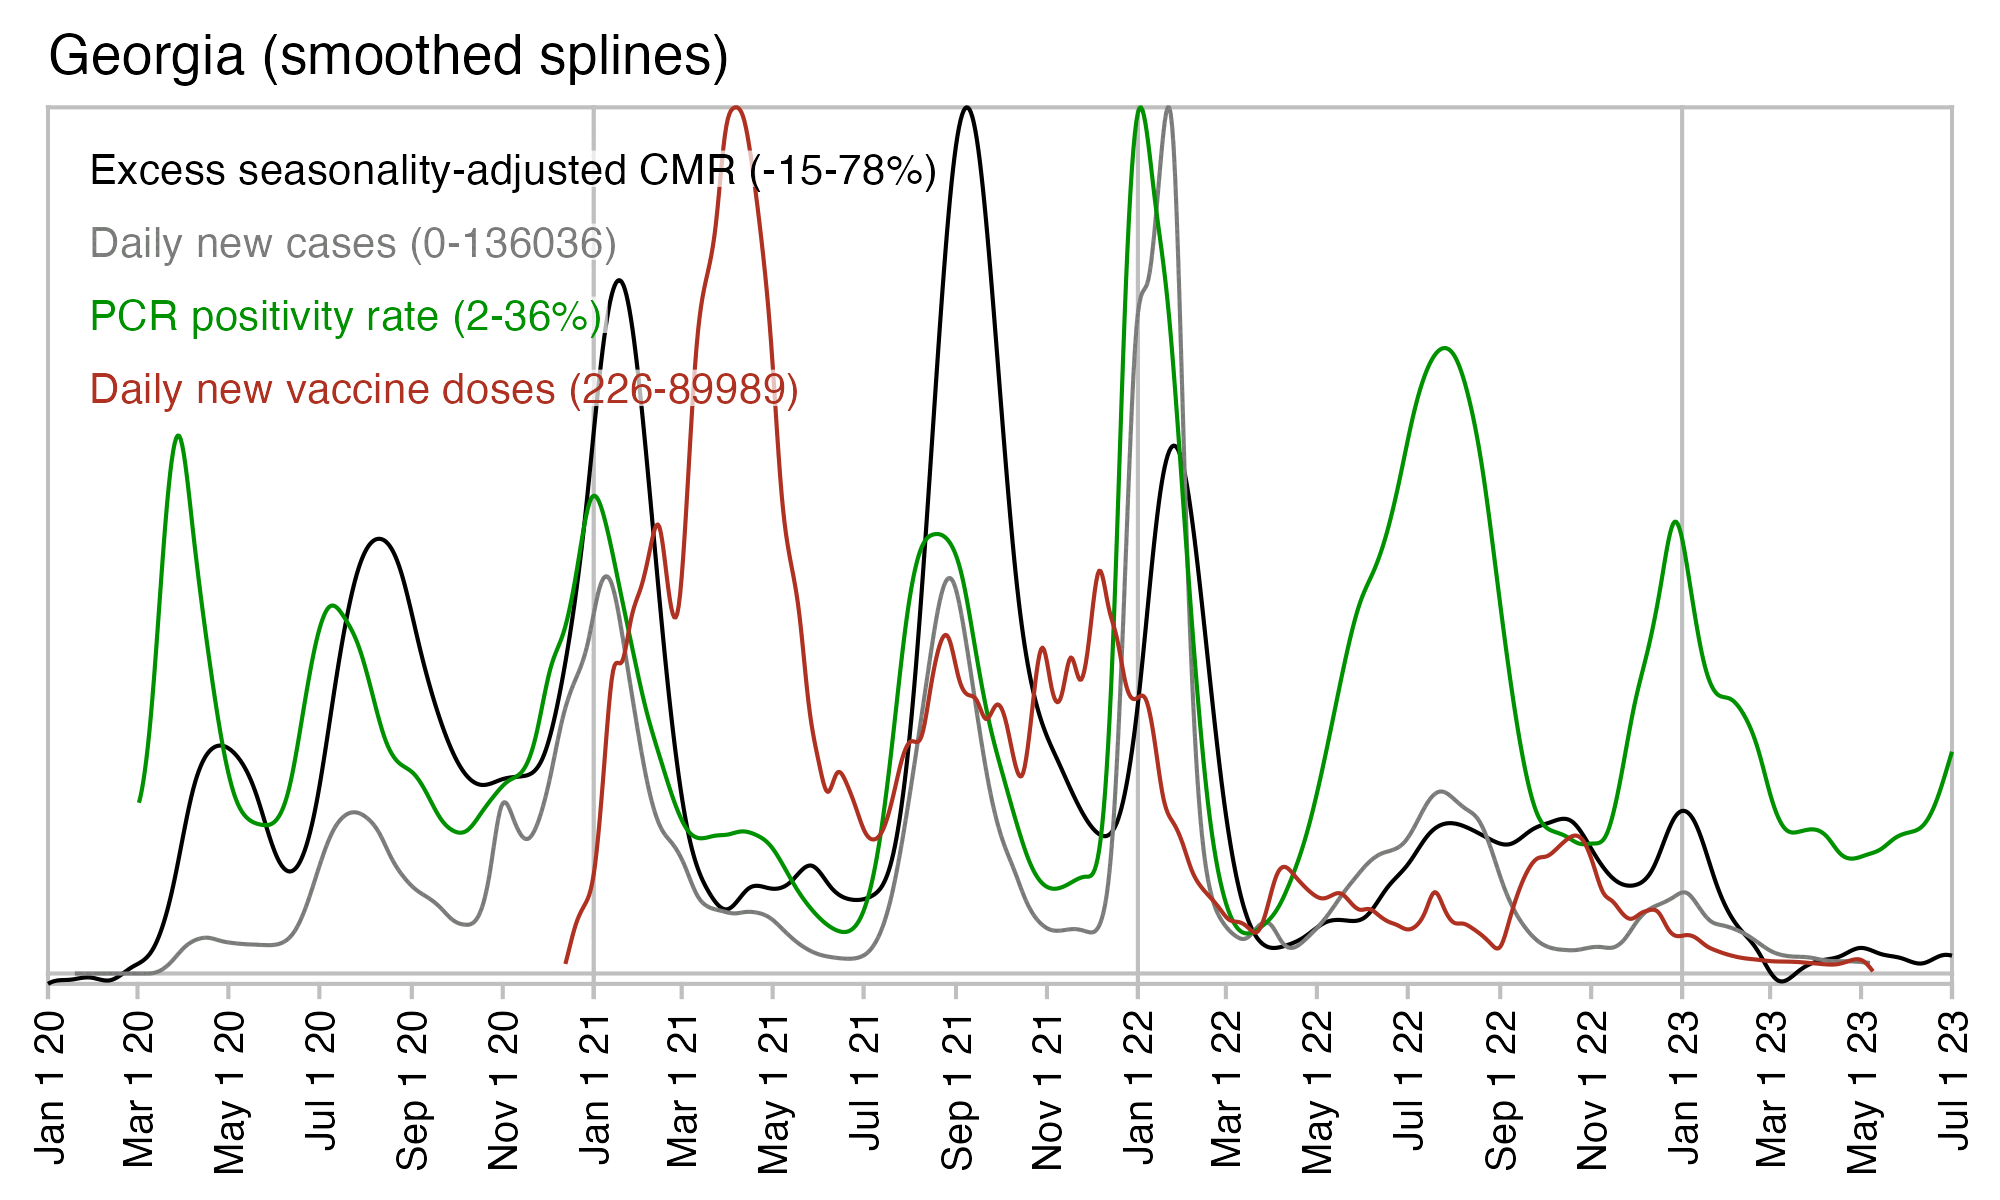 Georgia (smoothed splines)
Excess seasonality-adjusted CMR (-15-78%)
Daily new cases (0-136036)
PCR positivity rate (2-36%)
Daily new vaccine doses (226-89989)
Jan 1 20
Mar 1 20
May 1 20
Jul 1 20
Sep 1 20
Nov 1 20
Jan 1 21
Mar 1 21
May 1 21
Jul 1 21
Sep 1 21
Nov 1 21
Jan 1 22
Mar 1 22
May 1 22
Jul 1 22
Sep 1 22
Nov 1 22
Jan 1 23
Mar 1 23
May 1 23
Jul 1 23